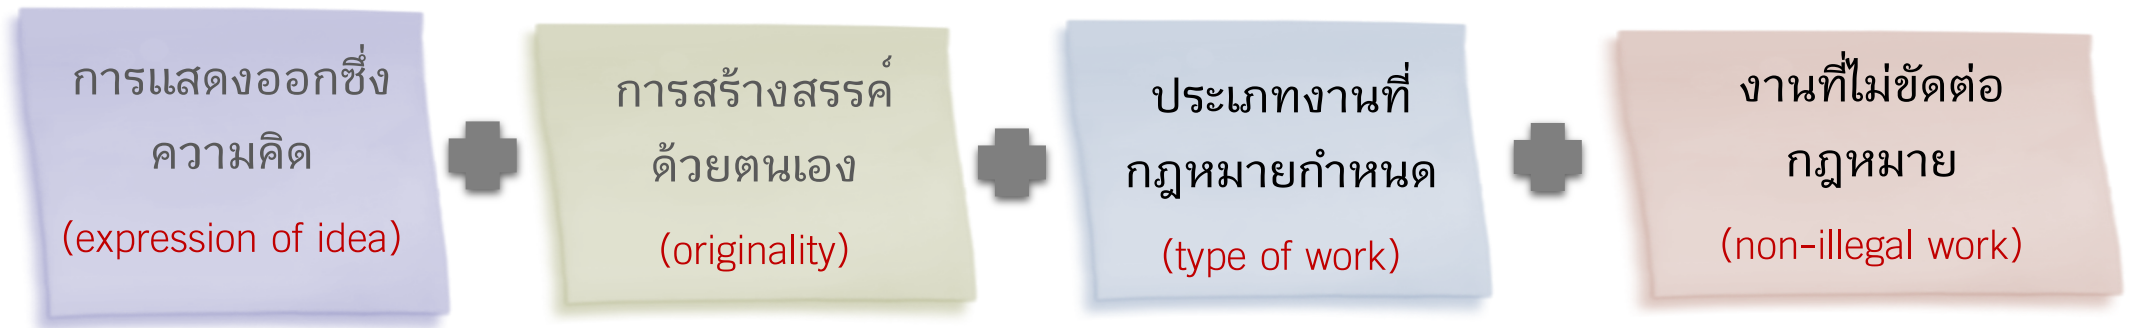 การแสดงออกซึ่ง
ความคิด
(expression of idea)
การสร้างสรรค์
ด้วยตนเอง
(originality)
ประเภทงานที่
กฎหมายกำหนด
(type of work)
งานที่ไม่ขัดต่อ
กฎหมาย
(non-illegal work)